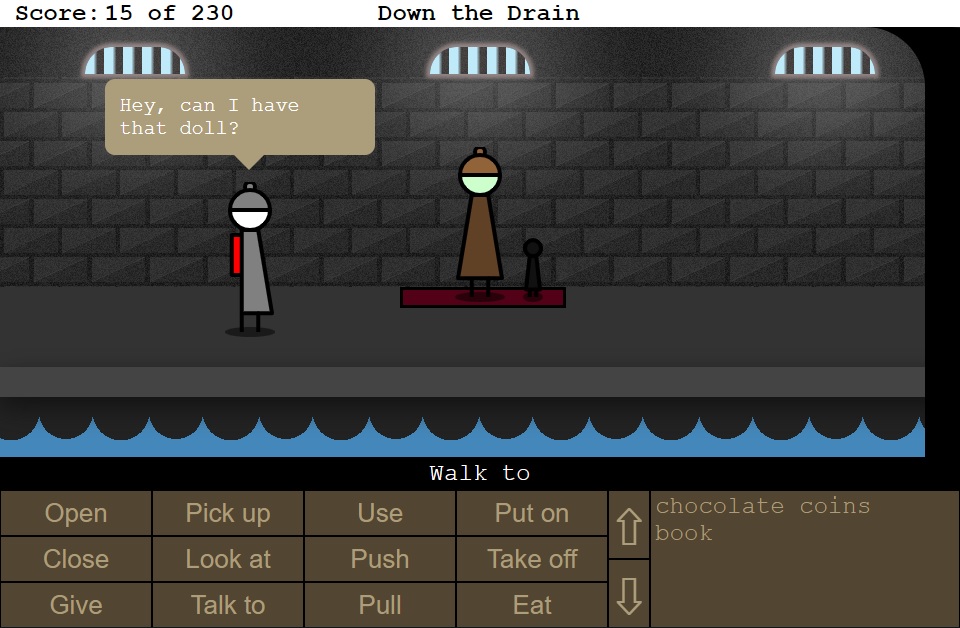 Score: 15 of 230
Down the Drain
Hey, can I have
that doll?
Walk to
Open
Pick up
Use
Put on
chocolate coins
book
Close
Look at
Push
Take off
Give
Talk to
Pull
Eat